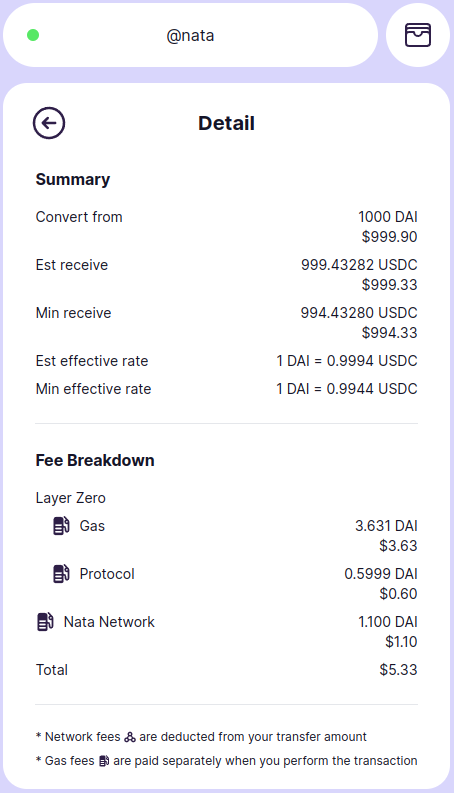 @nata
Detail
Summary
Convert from 1000 DAI
$999.90
Est receive 999.43282 USDC
$999.33
Min receive 994.43280 USDC
$994.33
Est effective rate 1 DAI = 0.9994 USDC
Min effective rate 1 DAI = 0.9944 USDC
Fee Breakdown
Layer Zero
Gas 3.631 DAI
$3.63
Protocol 0.5999 DAI
$0.60
Nata Network 1.100 DAI
$1.10
Total $5.33
* Network fees are deducted from your transfer amount
* Gas fees are paid separately when you perform the transaction